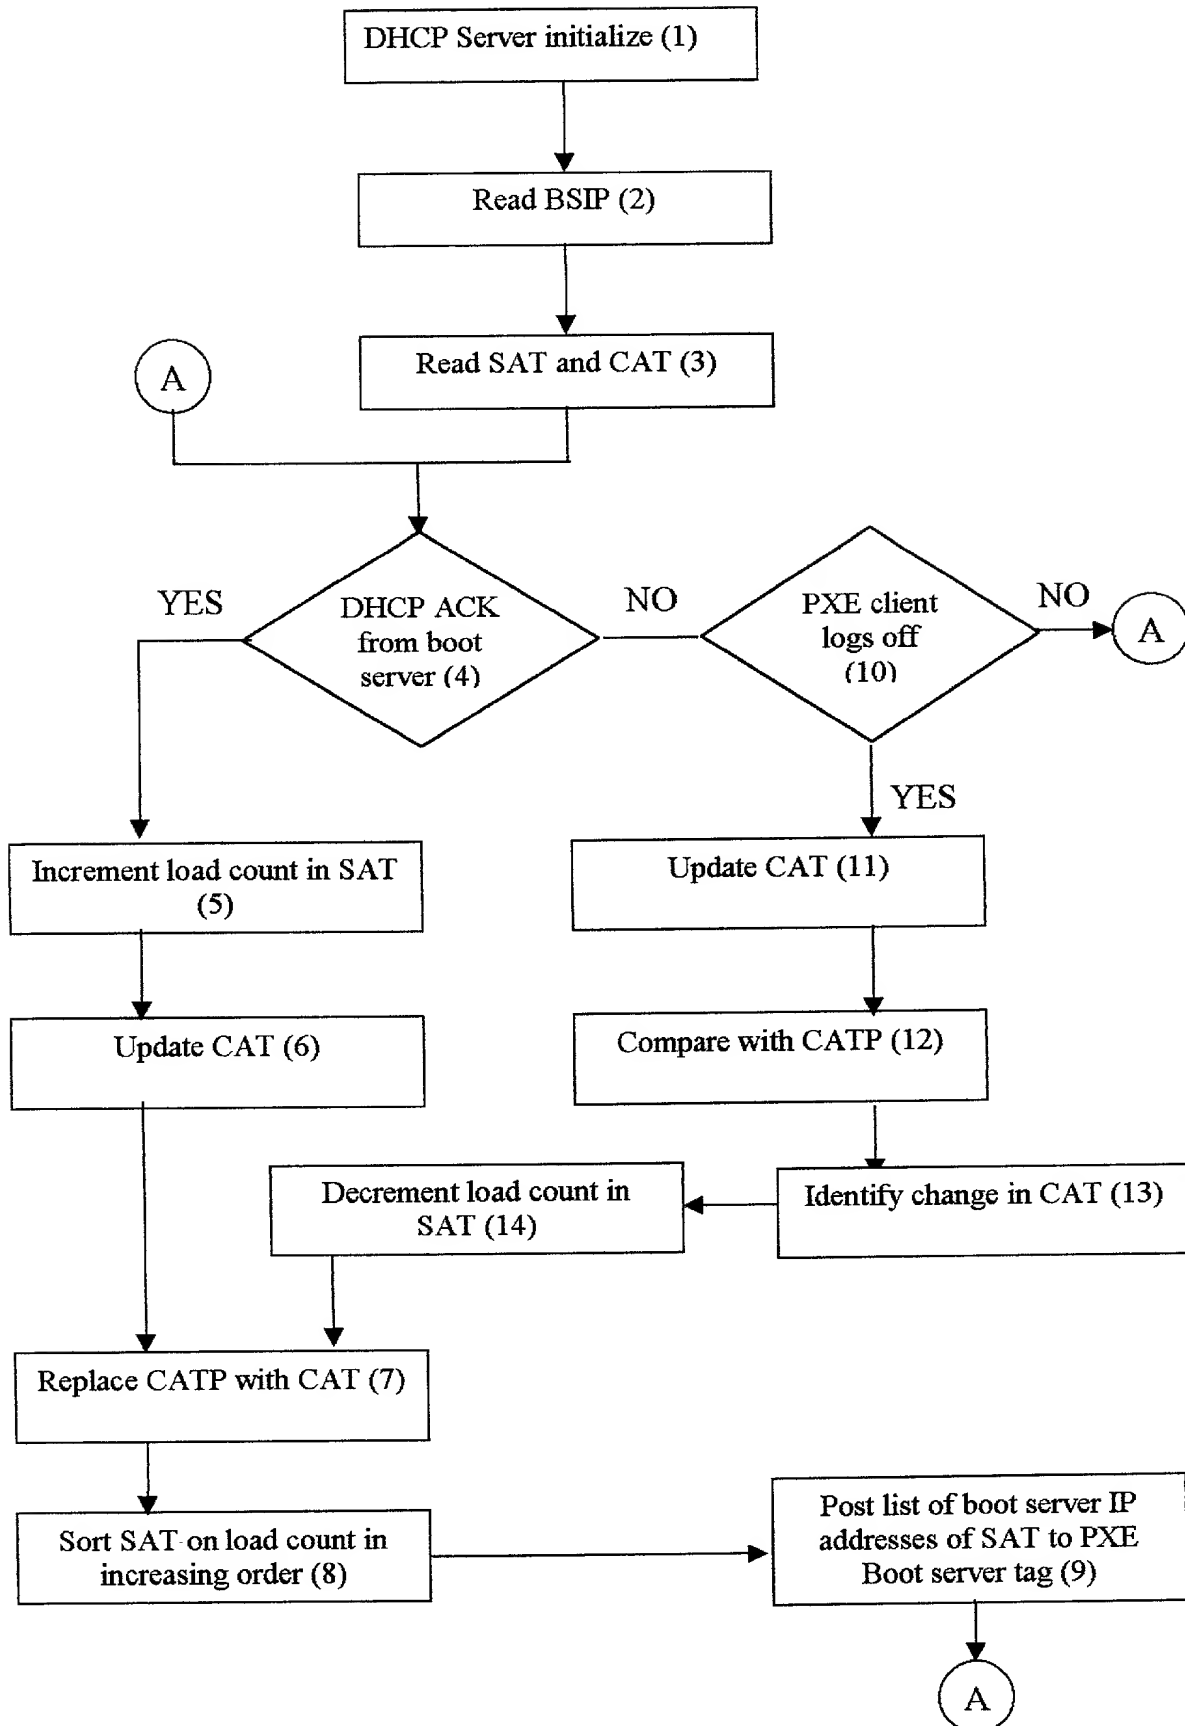 DHCP Server initialize (1)
Read BSIP (2)
Read SAT and CAT (3)
A
YES
DHCP ACK
from boot
server (4)
NO
PXE client
logs off
(10)
NO
A
YES
Increment load count in SAT
(5)
Update CAT (11)
Update CAT (6)
Compare with CATP (12)
Decrement load count in
SAT (14)
Identify change in CAT (13)
Replace CATP with CAT (7)
Sort SAT on load count in
increasing order (8)
Post list of boot server IP
addresses of SAT to PXE
Boot server tag (9)
A